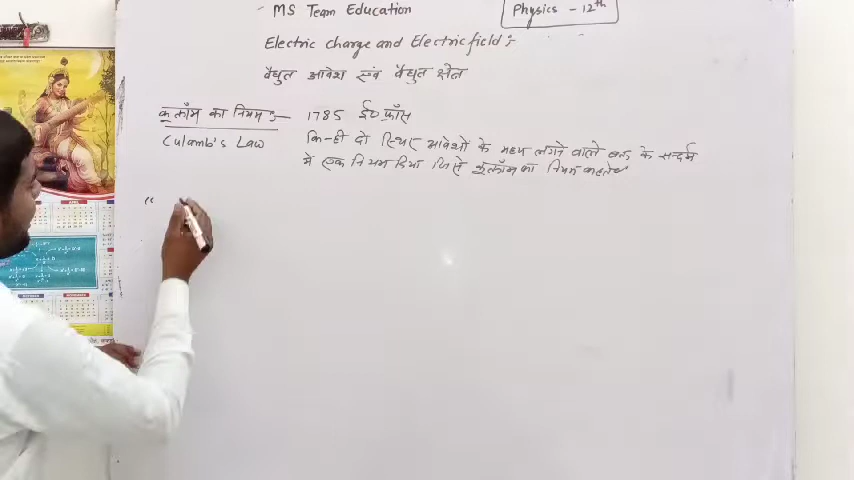 MS Team Education
Physics - 12th
Electric charge and Electric field :-
वैधुत आवेश एवं वैधुत क्षेत्र
कूलॉम का नियम :- 1785 ई० फ्राँस
Culamb's Law
किन्ही दो स्थिर आवेशों के मध्य लगने वाले बल के सन्दर्भ
में एक नियम दिया जिसे कूलॉम का नियम कहते
"